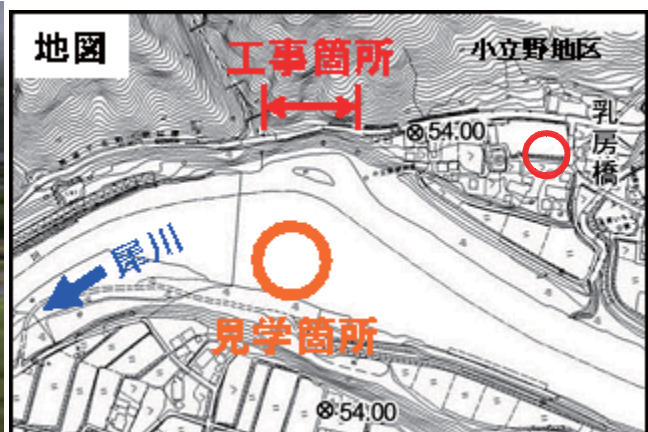 地図
工事箇所
小立野地区
54.00
乳房橋
犀川
見学箇所
54.00